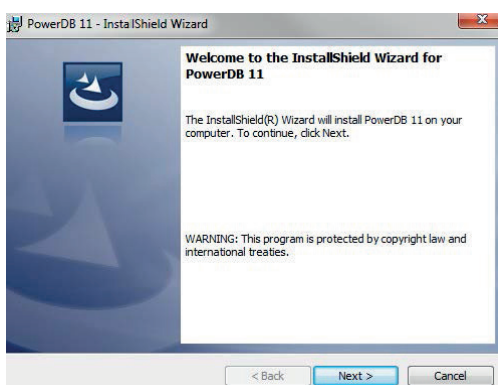 PowerDB 11 - InstallShield Wizard
Welcome to the InstallShield Wizard for
PowerDB 11
The InstallShield(R) Wizard will install PowerDB 11 on your
computer. To continue, click Next.
WARNING: This program is protected by copyright law and
international treaties.
< Back
Next >
Cancel